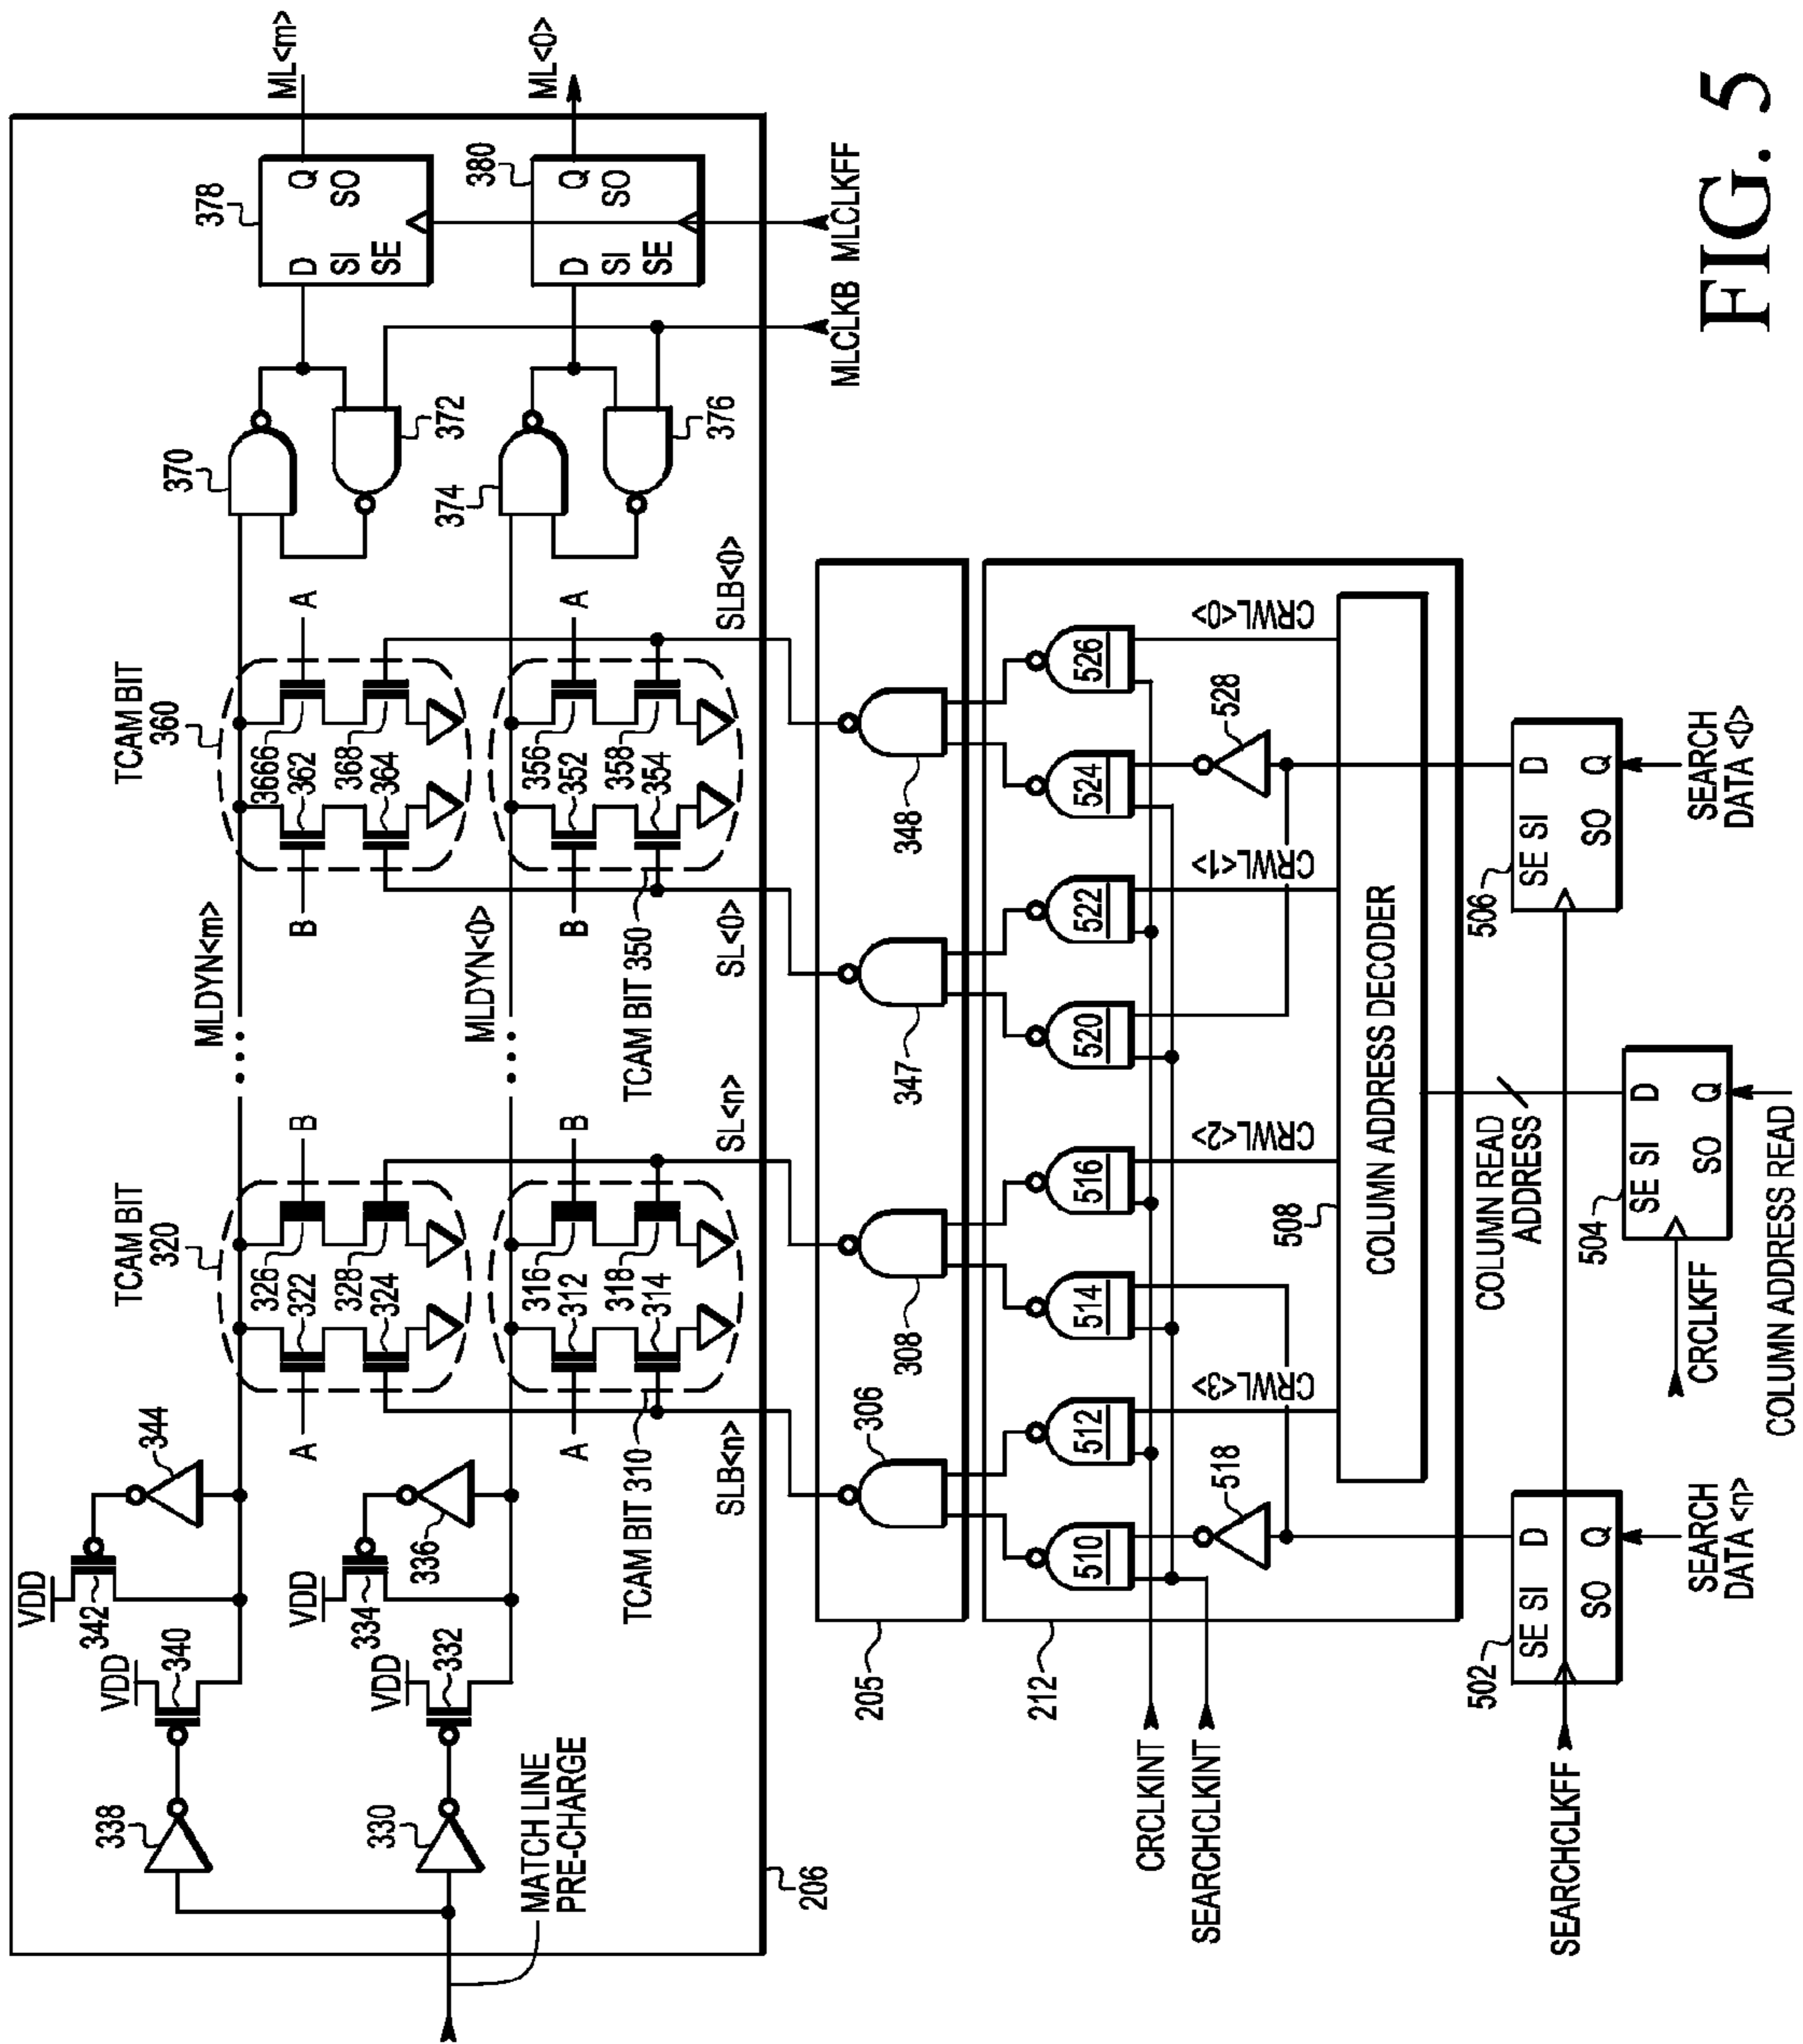 MATCH LINE
PRE-CHARGE
338
330
VDD
340
VDD
342
344
VDD
332
VDD
334
336
206
TCAM BIT
320
A
326
322
328
324
B
MLDYN<m>
TCAM BIT
360
B
3666
362
368
364
A
370
372
D
SI
SE
Q
SO
378
ML<m>
A
316
312
318
314
B
TCAM BIT 310
MLDYN<0>
B
356
352
358
354
A
TCAM BIT 350
374
376
D
SI
SE
Q
SO
380
ML<0>
MLCLKB
MLCLKFF
SLB<n>
SL<n>
SL<0>
SLB<0>
205
306
308
347
348
212
CRCLKINT
SEARCHCLKINT
510
512
514
516
520
522
524
526
518
528
CRWL<3>
CRWL<2>
CRWL<1>
CRWL<0>
508
COLUMN ADDRESS DECODER
COLUMN READ
ADDRESS
SEARCHCLKFF
502
SE SI
D
SO
Q
SEARCH
DATA <n>
504
SE SI
D
SO
Q
CRCLKFF
COLUMN ADDRESS READ
506
SE SI
D
SO
Q
SEARCH
DATA <0>
FIG. 5